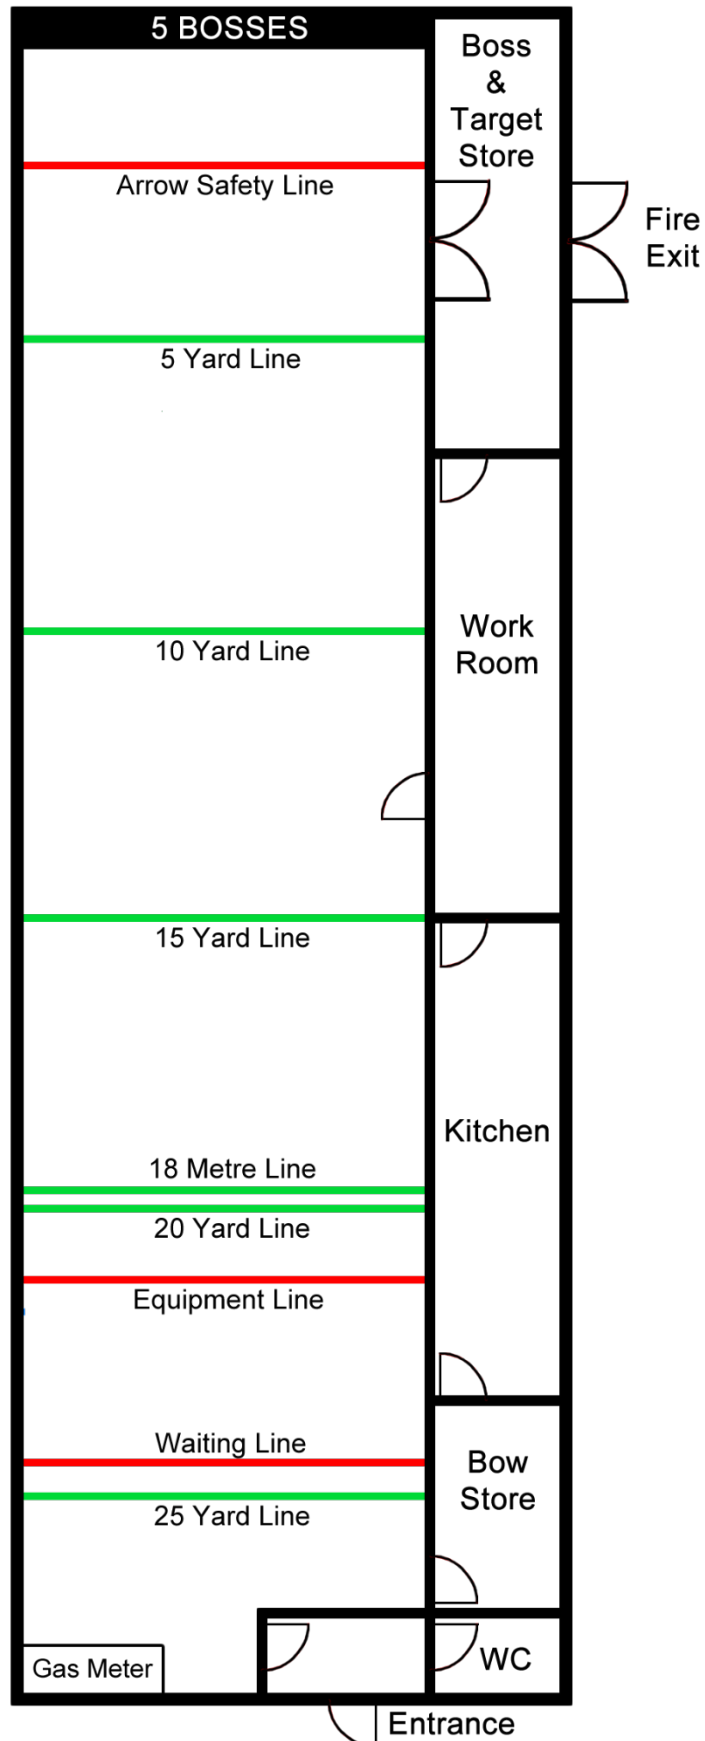 5 BOSSES
Boss
&
Target
Store
Arrow Safety Line
Fire
Exit
5 Yard Line
Work
Room
10 Yard Line
15 Yard Line
Kitchen
18 Metre Line
20 Yard Line
Equipment Line
Waiting Line
Bow
Store
25 Yard Line
Gas Meter
WC
Entrance